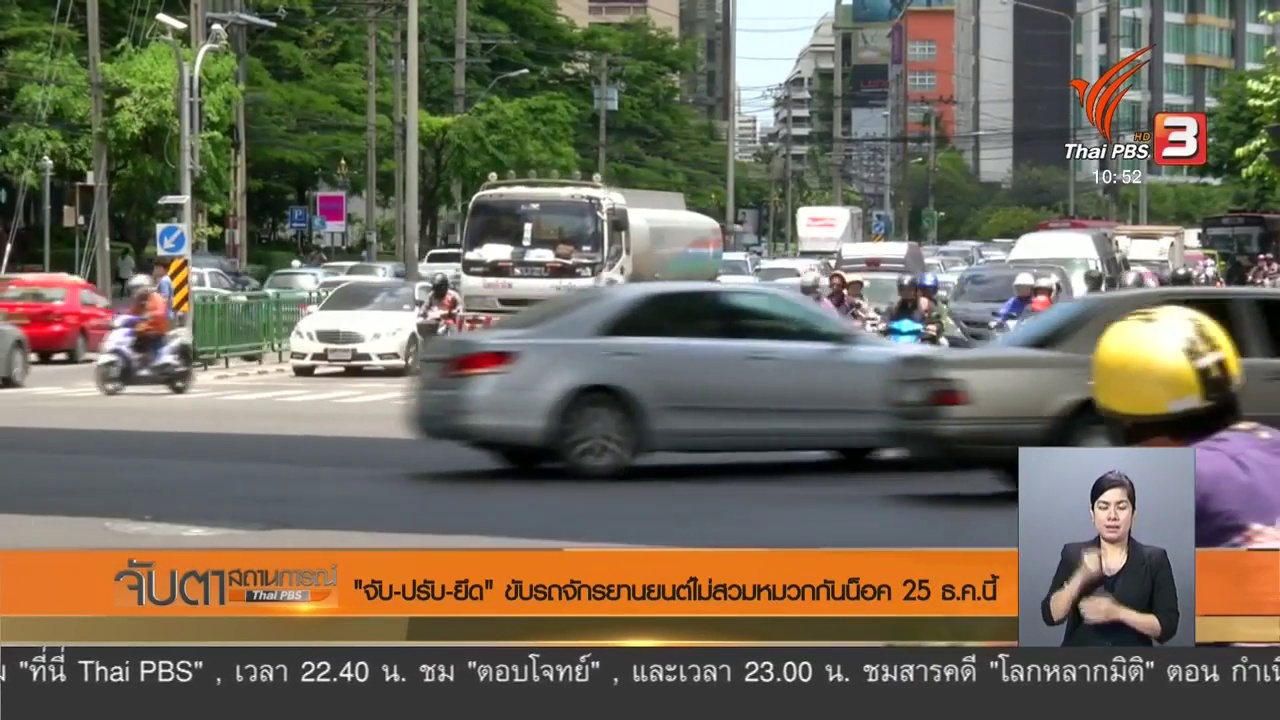 HD
Thai PBS 3
10:52
จับตา สถานการณ์
Thai PBS
"จับ-ปรับ-ยึด" ขับรถจักรยานยนต์ไม่สวมหมวกกันน็อค 25 ธ.ค.นี้
"ที่นี่ Thai PBS" , เวลา 22.40 น. ชม "ตอบโจทย์" , และเวลา 23.00 น. ชมสารคดี "โลกหลากมิติ" ตอน